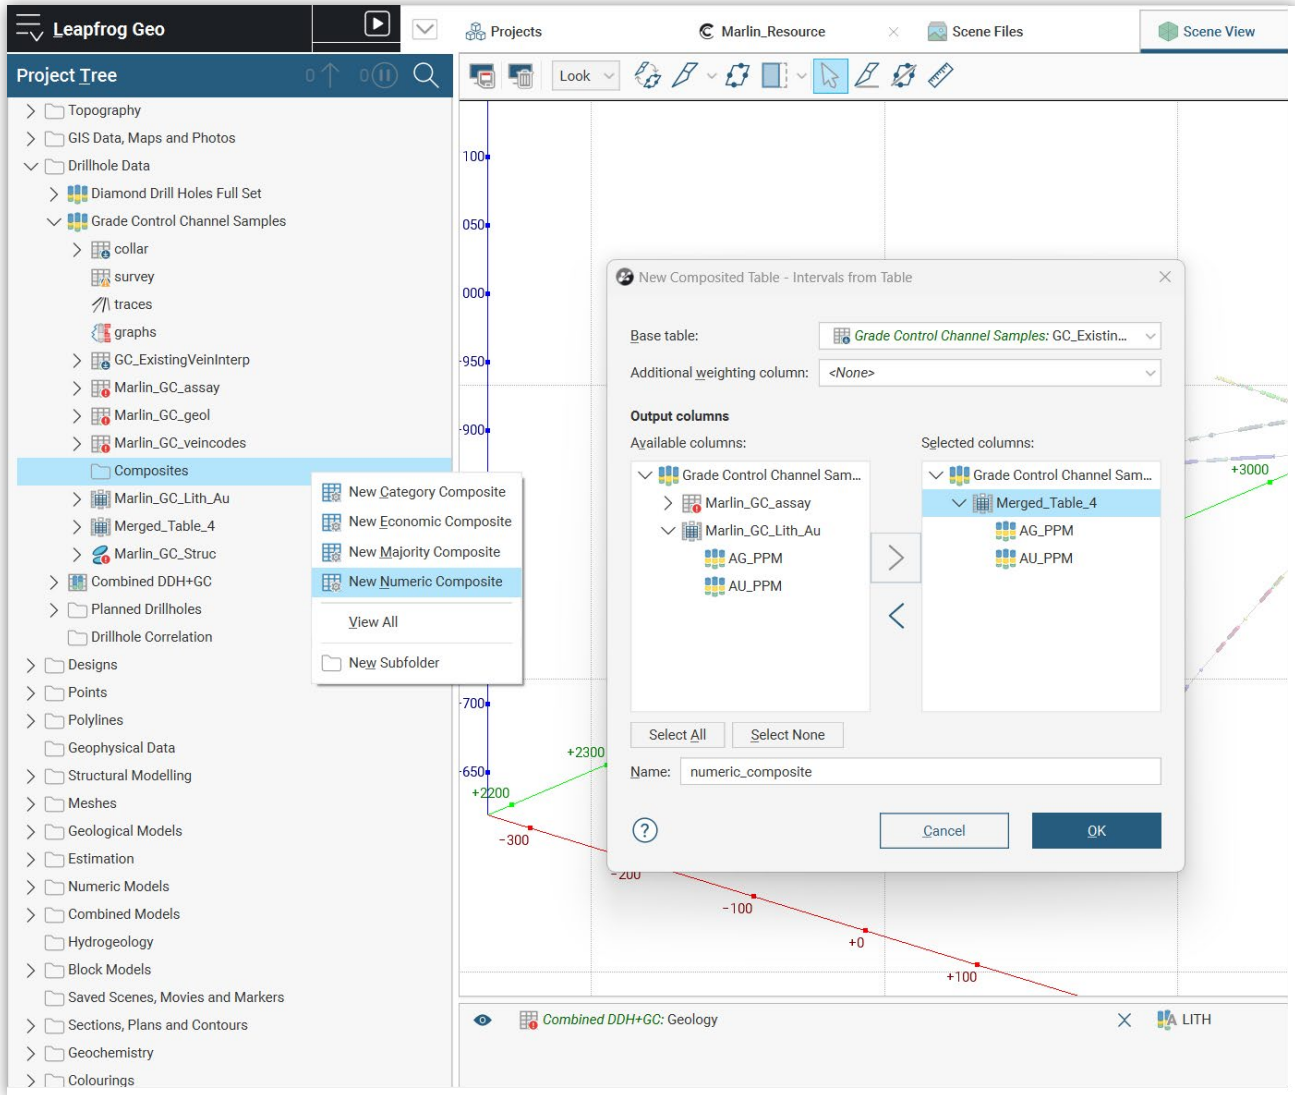 Leapfrog Geo
Projects
Marlin_Resource
Scene Files
Scene View
Project Tree
0
0
Look
Topography
GIS Data, Maps and Photos
Drillhole Data
Diamond Drill Holes Full Set
Grade Control Channel Samples
collar
survey
traces
graphs
GC_ExistingVeinInterp
Marlin_GC_assay
Marlin_GC_geol
Marlin_GC_veincodes
Composites
Marlin_GC_Lith_Au
Merged_Table_4
Marlin_GC_Struc
Combined DDH+GC
Planned Drillholes
Drillhole Correlation
Designs
Points
Polylines
Geophysical Data
Structural Modelling
Meshes
Geological Models
Estimation
Numeric Models
Combined Models
Hydrogeology
Block Models
Saved Scenes, Movies and Markers
Sections, Plans and Contours
Geochemistry
Colourings
New Category Composite
New Economic Composite
New Majority Composite
New Numeric Composite
View All
New Subfolder
100
050
000
-950
-900
-700
-650
+2300
+2200
-300
-200
-100
+0
+100
+3000
New Composited Table - Intervals from Table
Base table:
Grade Control Channel Samples: GC_Existin...
Additional weighting column:
<None>
Output columns
Available columns:
Selected columns:
Grade Control Channel Sam...
Marlin_GC_assay
Marlin_GC_Lith_Au
AG_PPM
AU_PPM
Grade Control Channel Sam...
Merged_Table_4
AG_PPM
AU_PPM
Select All
Select None
Name:
numeric_composite
?
Cancel
OK
Combined DDH+GC: Geology
LITH